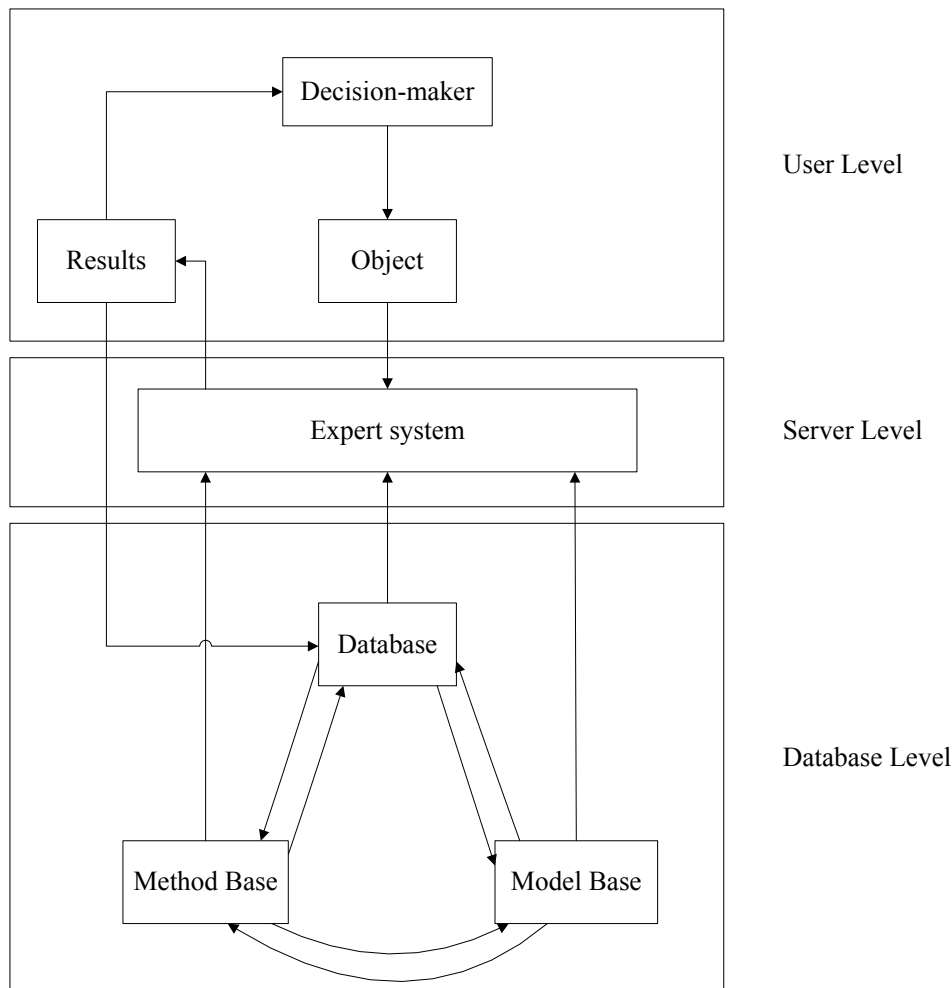 Decision-maker
User Level
Results
Object
Expert system
Server Level
Database
Database Level
Method Base
Model Base